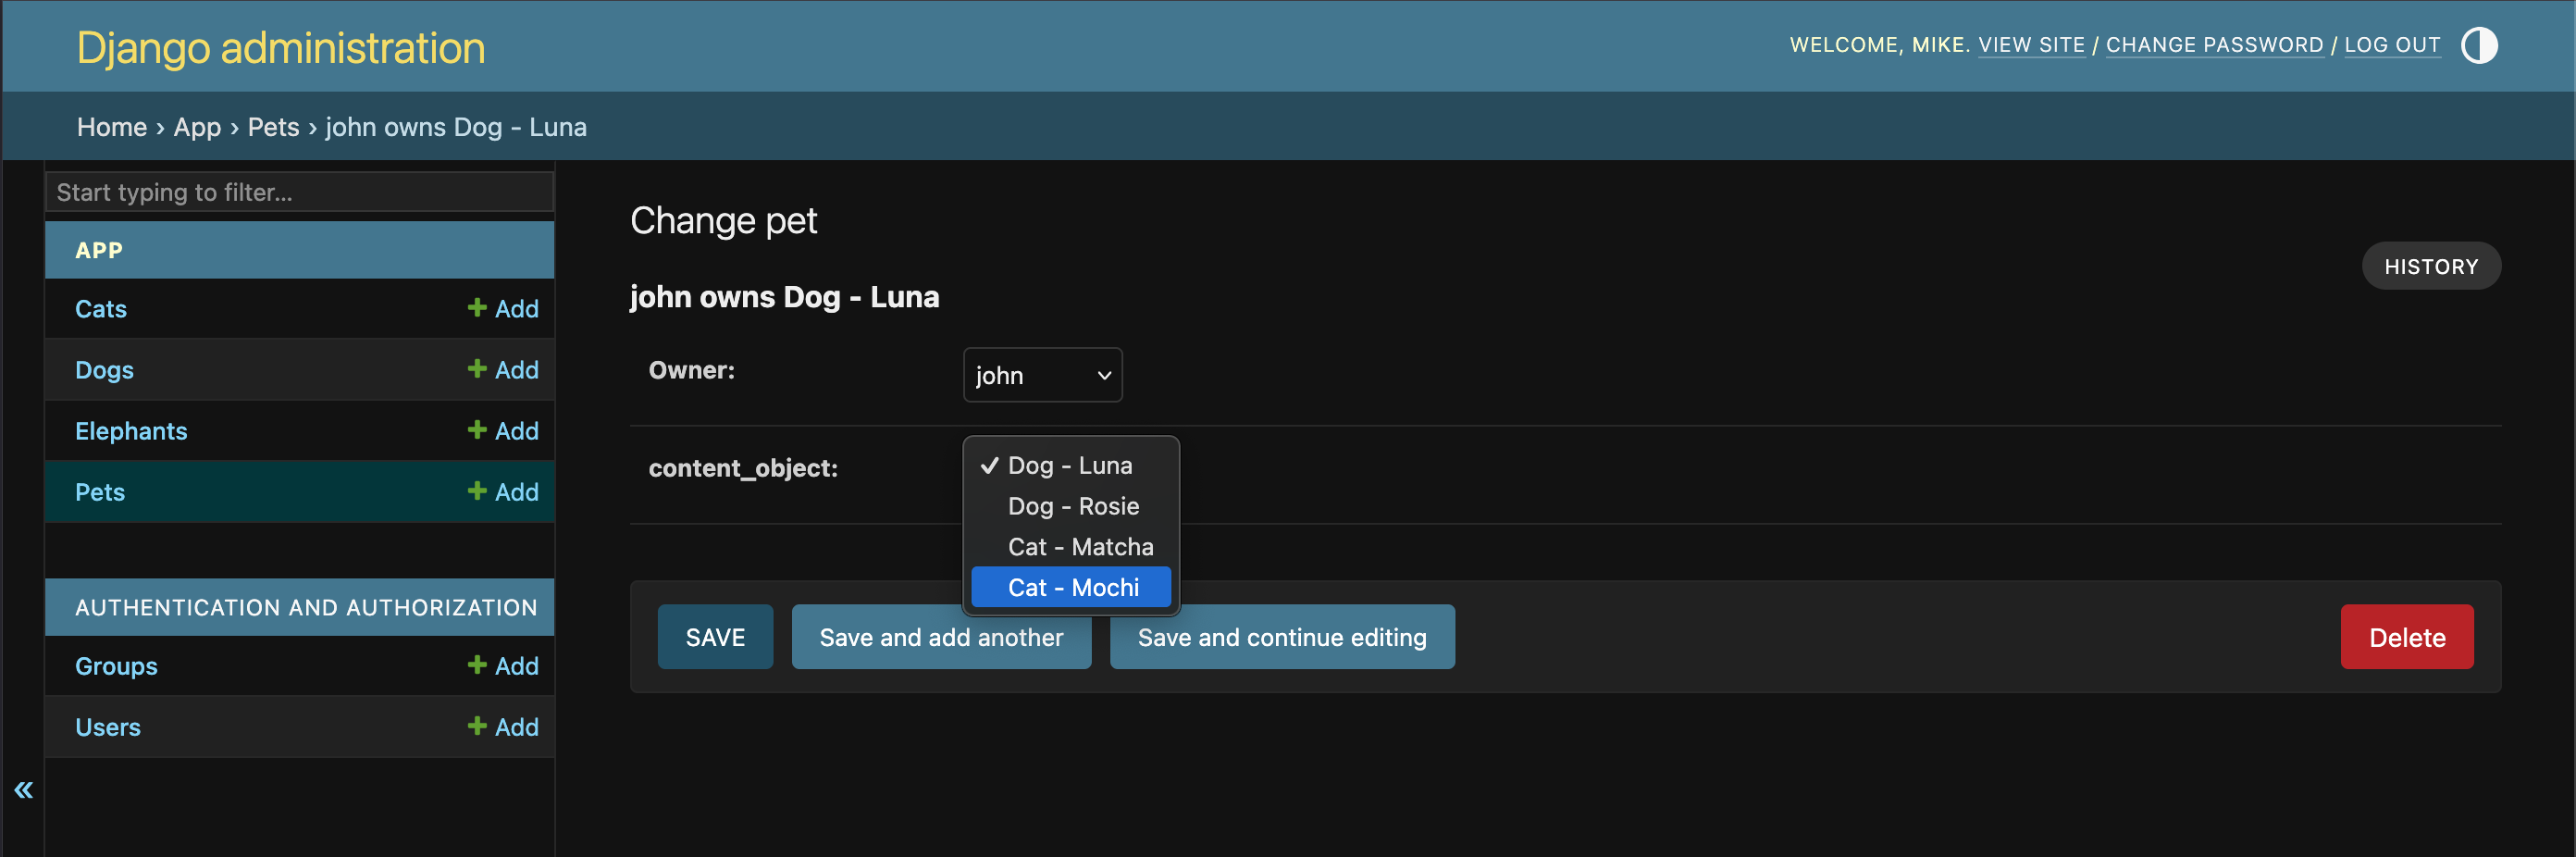 Django administration
WELCOME, MIKE. VIEW SITE / CHANGE PASSWORD / LOG OUT
Home › App › Pets › john owns Dog - Luna
Start typing to filter...
APP
Cats + Add
Dogs + Add
Elephants + Add
Pets + Add
AUTHENTICATION AND AUTHORIZATION
Groups + Add
Users + Add
«
Change pet
HISTORY
john owns Dog - Luna
Owner: john
content_object:
✓ Dog - Luna
Dog - Rosie
Cat - Matcha
Cat - Mochi
SAVE Save and add another Save and continue editing Delete